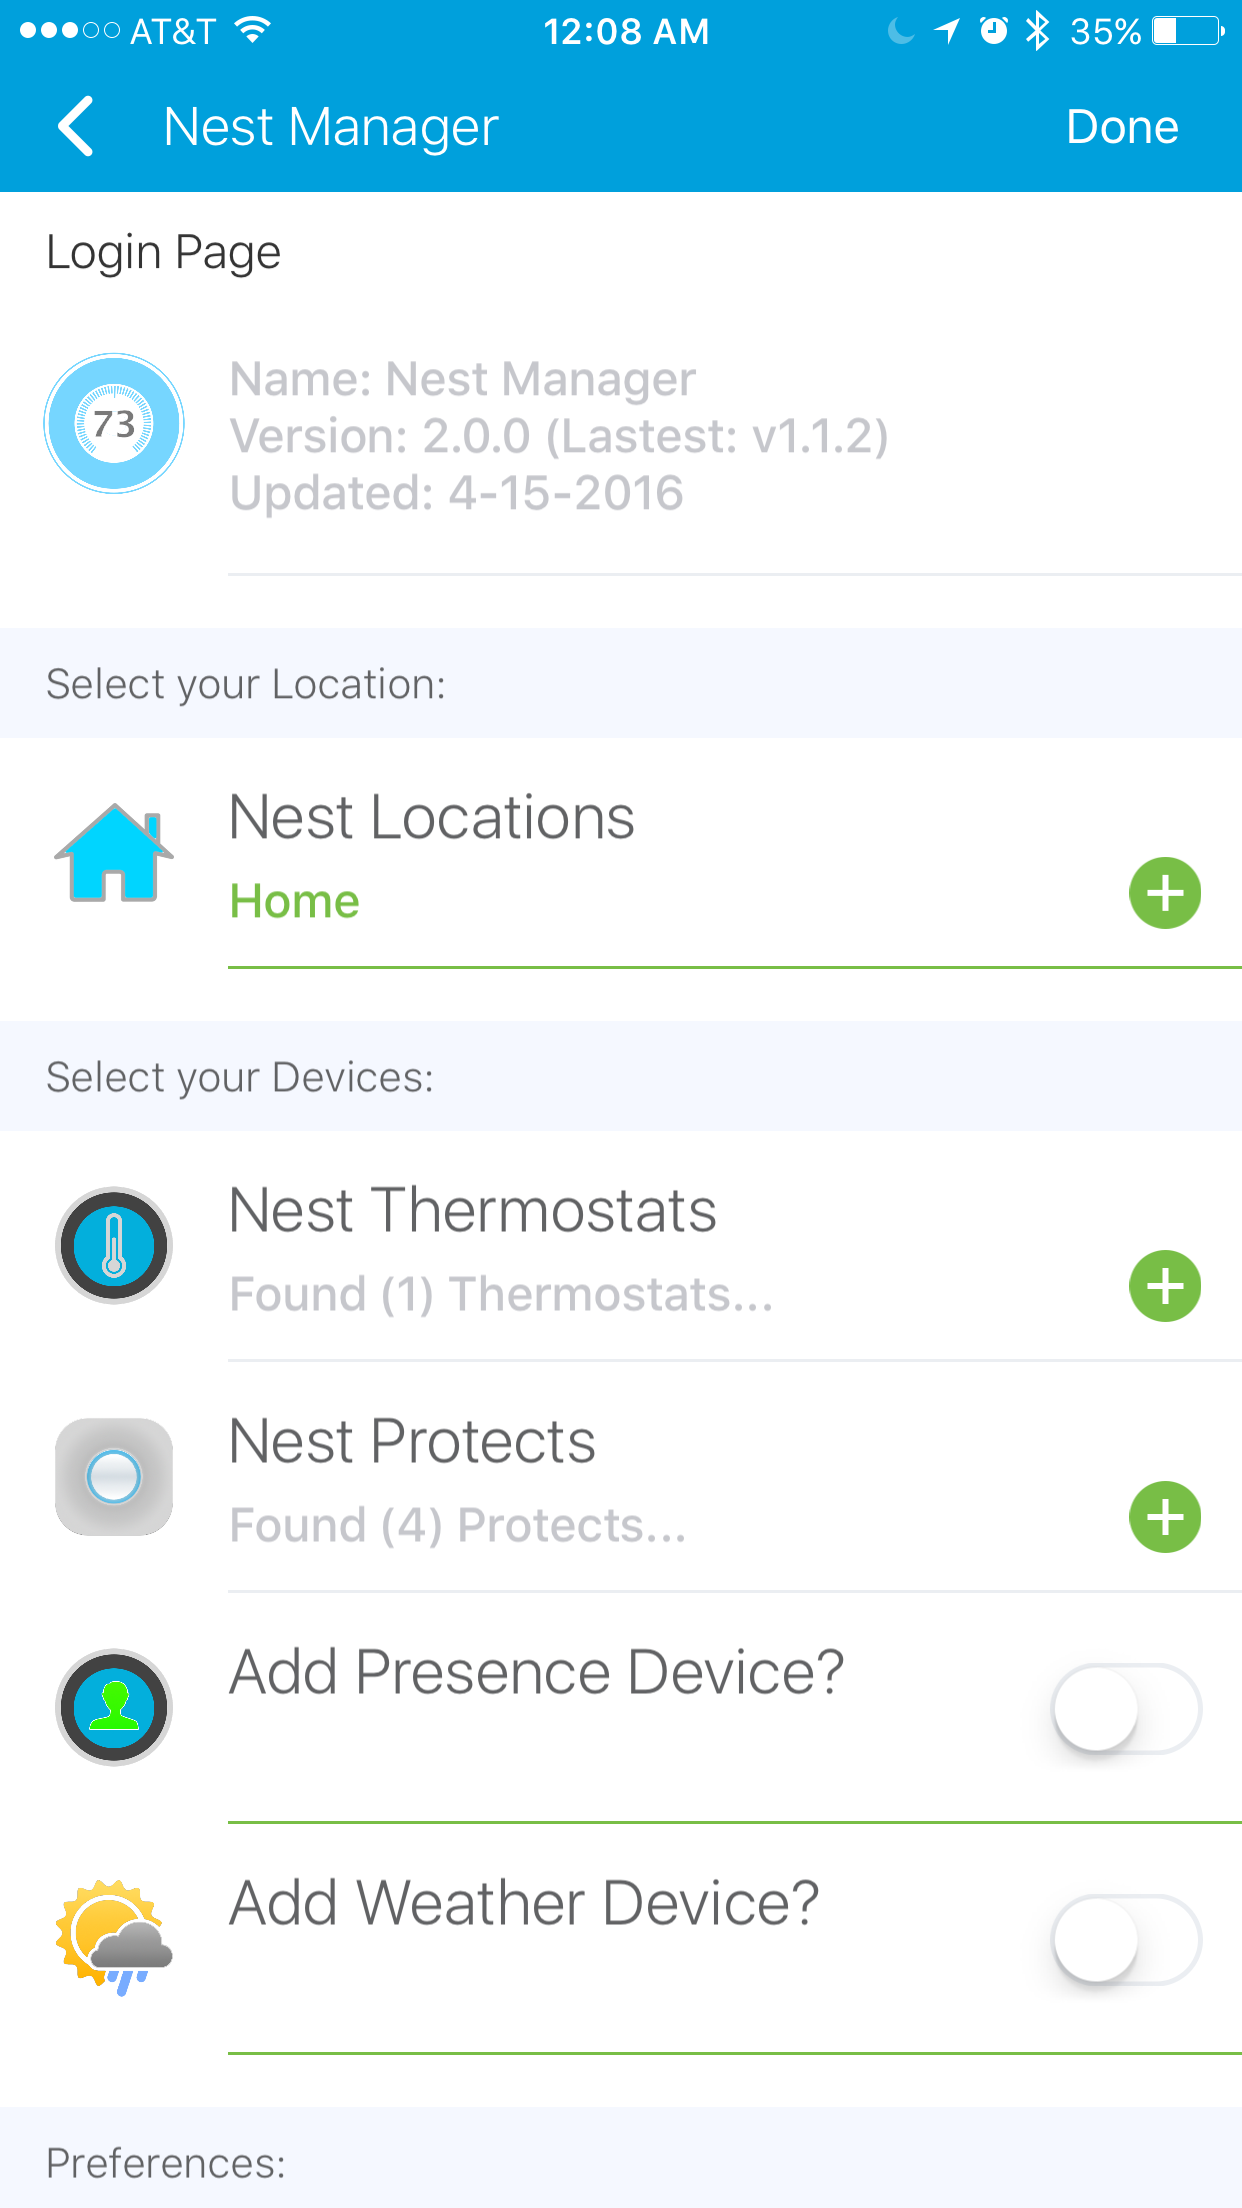 AT&T 12:08 AM 35%
Nest Manager Done
Login Page
73
Name: Nest Manager
Version: 2.0.0 (Lastest: v1.1.2)
Updated: 4-15-2016
Select your Location:
Nest Locations
Home
Select your Devices:
Nest Thermostats
Found (1) Thermostats...
Nest Protects
Found (4) Protects...
Add Presence Device?
Add Weather Device?
Preferences: